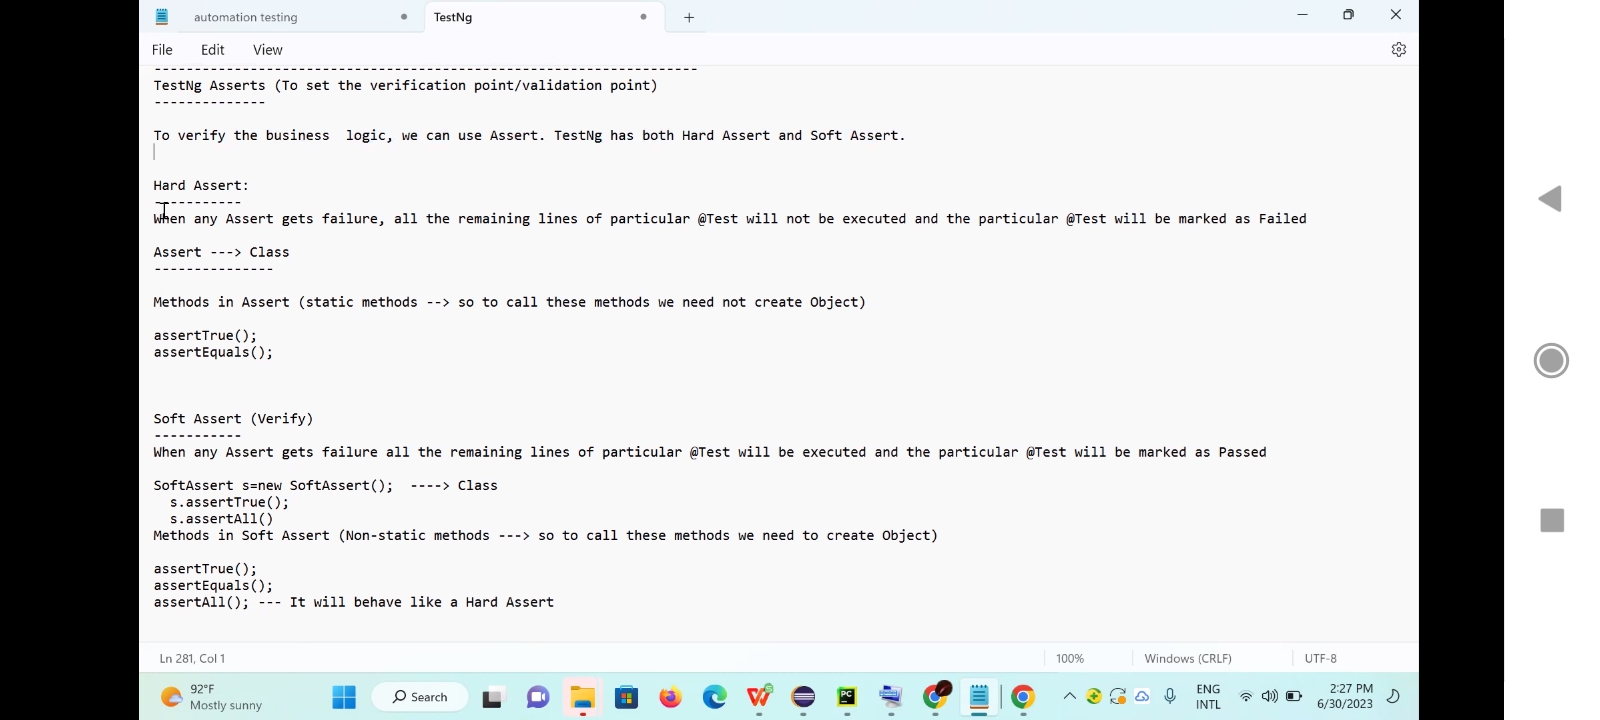 automation testing
TestNg
File Edit View
----------------------------------------------------------------
TestNg Asserts (To set the verification point/validation point)
--------------
To verify the business  logic, we can use Assert. TestNg has both Hard Assert and Soft Assert.
Hard Assert:
-----------
When any Assert gets failure, all the remaining lines of particular @Test will not be executed and the particular @Test will be marked as Failed
Assert ---> Class
---------------
Methods in Assert (static methods --> so to call these methods we need not create Object)
assertTrue();
assertEquals();
Soft Assert (Verify)
-----------
When any Assert gets failure all the remaining lines of particular @Test will be executed and the particular @Test will be marked as Passed
SoftAssert s=new SoftAssert();  ----> Class
  s.assertTrue();
  s.assertAll()
Methods in Soft Assert (Non-static methods ---> so to call these methods we need to create Object)
assertTrue();
assertEquals();
assertAll(); --- It will behave like a Hard Assert
Ln 281, Col 1 100% Windows (CRLF) UTF-8
92°F
Mostly sunny
Search
PC
ENG
INTL
2:27 PM
6/30/2023